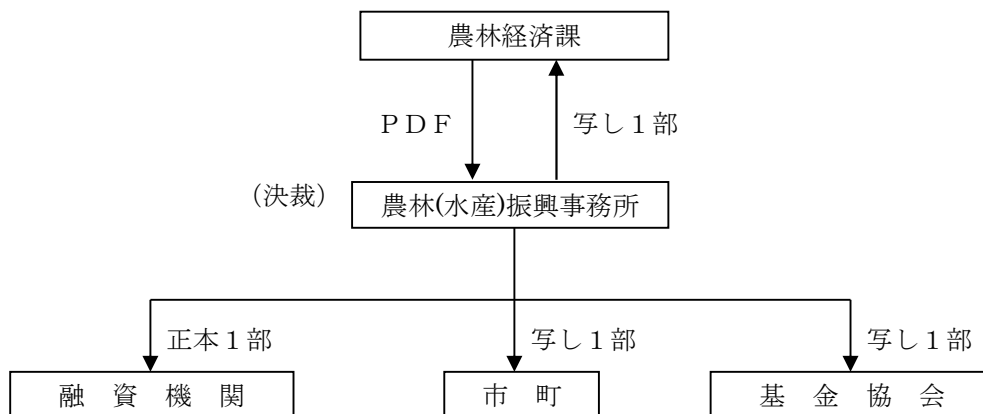 農林経済課
ＰＤＦ 写し１部
（決裁） 農林(水産)振興事務所
正本１部 写し１部 写し１部
融　資　機　関 市　町 基　金　協　会